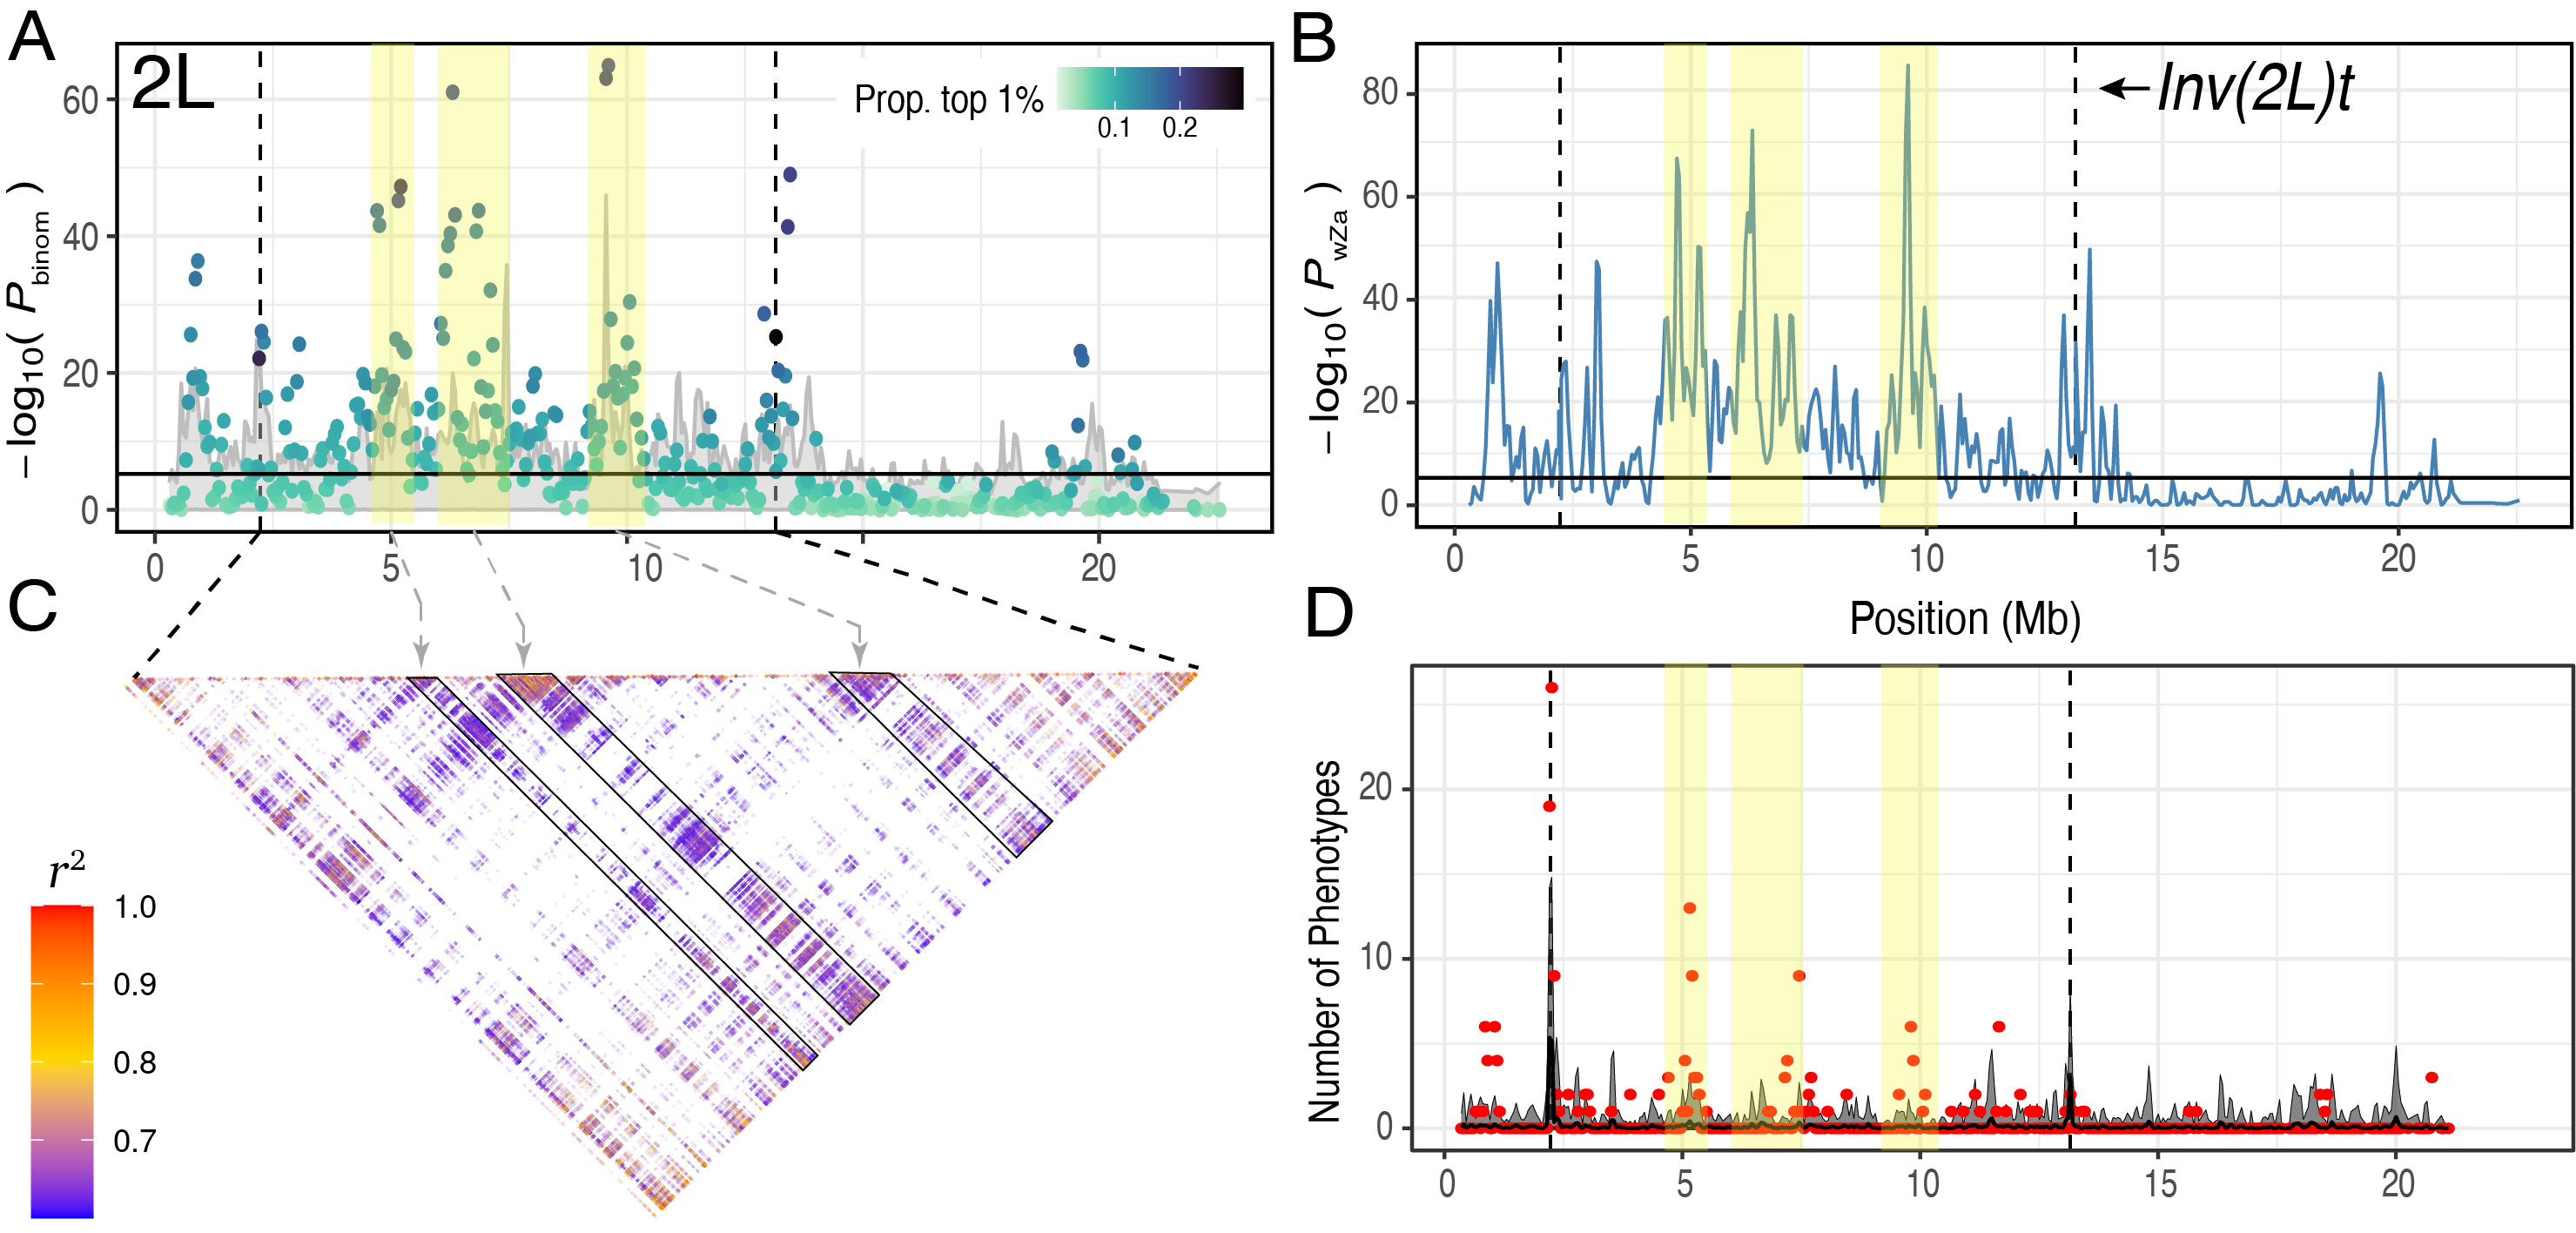 A
2L
Prop. top 1%
0.1 0.2
−log10( P binom )
60
40
20
0
0 5 10 20
B
Inv(2L)t
−log10( P wZa )
80
60
40
20
0
0 5 10 15 20
Position (Mb)
C
r²
1.0
0.9
0.8
0.7
D
Number of Phenotypes
20
10
0
0 5 10 15 20